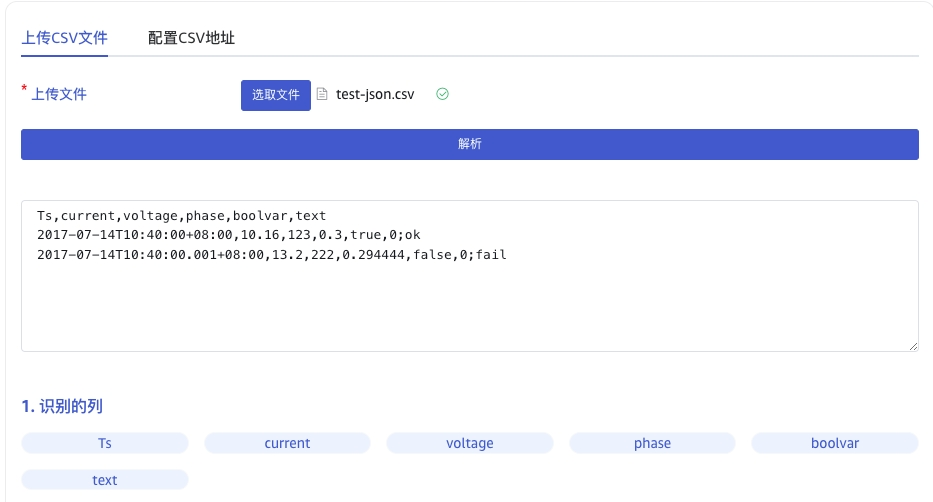 上传CSV文件 配置CSV地址
* 上传文件 选取文件 test-json.csv
解析
Ts,current,voltage,phase,boolvar,text
2017-07-14T10:40:00+08:00,10.16,123,0.3,true,0;ok
2017-07-14T10:40:00.001+08:00,13.2,222,0.294444,false,0;fail
1. 识别的列
Ts current voltage phase boolvar
text